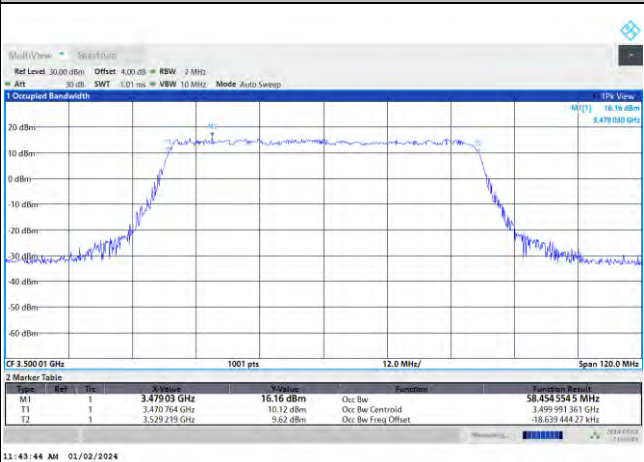 MultiView Spectrum
Ref Level 30.00 dBm Offset 4.00 dB RBW 2 MHz
Att 30 dB SWT 1.01 ms VBW 10 MHz Mode Auto Sweep
1 Occupied Bandwidth 1Pk View
M1[1] 16.16 dBm
3.479 030 GHz
20 dBm
M1
10 dBm
0 dBm
-10 dBm
-20 dBm
-30 dBm
-40 dBm
-50 dBm
-60 dBm
CF 3.500 01 GHz 1001 pts 12.0 MHz/ Span 120.0 MHz
2 Marker Table
Type Ref Trc X-Value Y-Value Function Function Result
M1 1 3.479 03 GHz 16.16 dBm Occ Bw 58.454 554 5 MHz
T1 1 3.470 764 GHz 10.12 dBm Occ Bw Centroid 3.499 991 361 GHz
T2 1 3.529 219 GHz 9.62 dBm Occ Bw Freq Offset -18.639 444 27 kHz
Measuring...
11:43:44 AM 01/02/2024